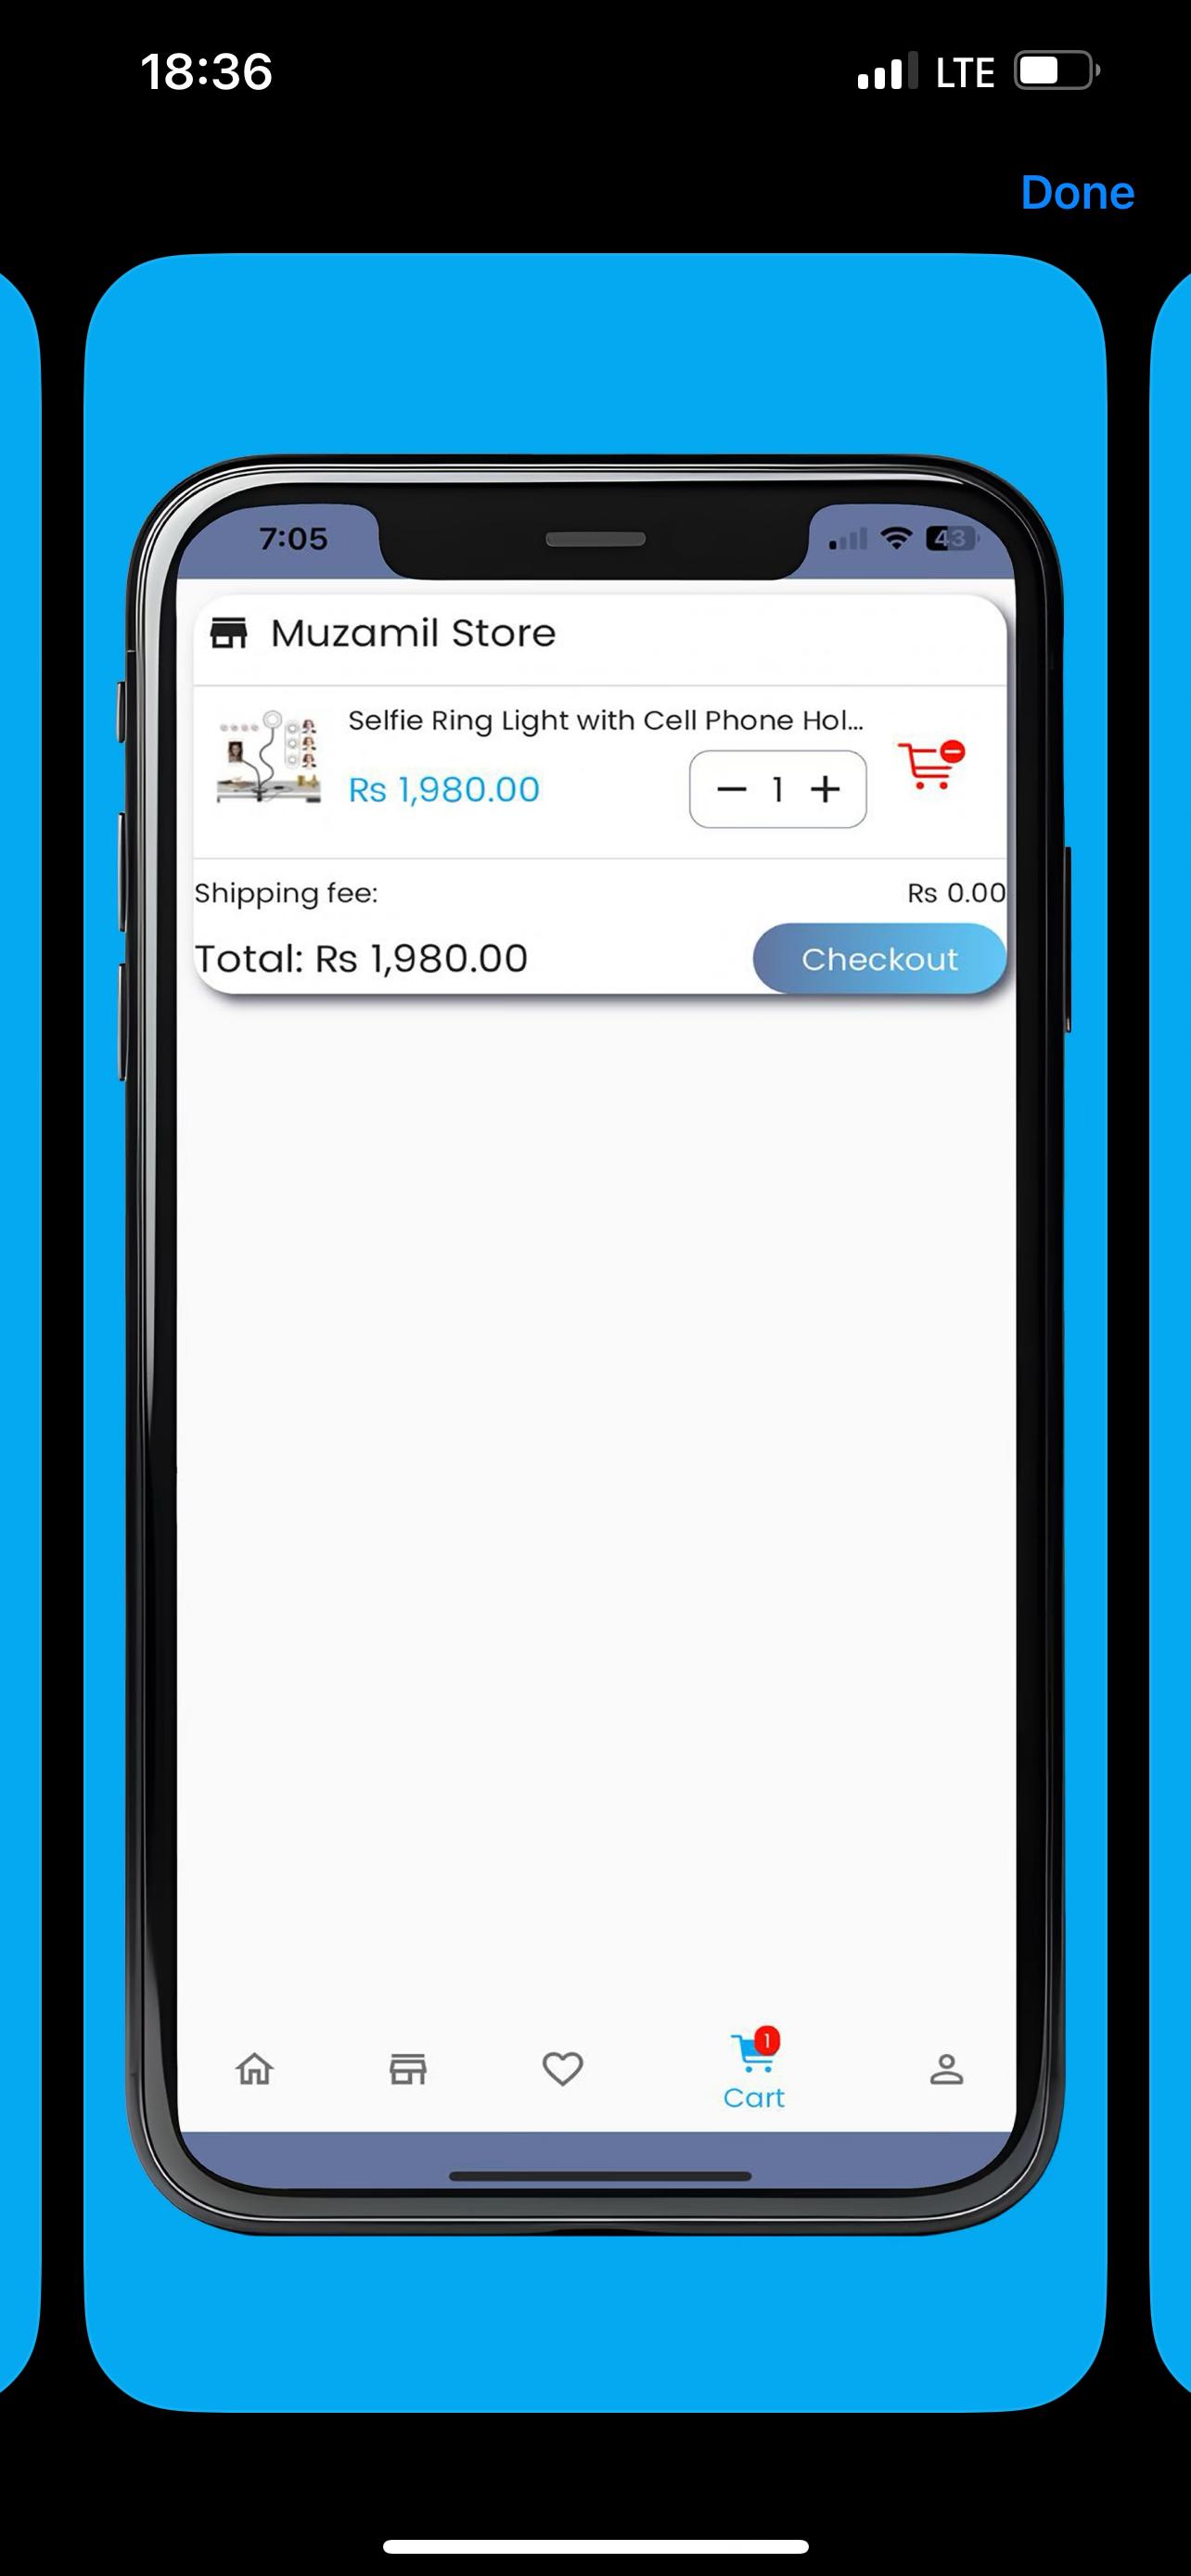 18:36 LTE
Done
7:05 43
Muzamil Store
Selfie Ring Light with Cell Phone Hol...
Rs 1,980.00 1
Shipping fee: Rs 0.00
Total: Rs 1,980.00 Checkout
1
Cart